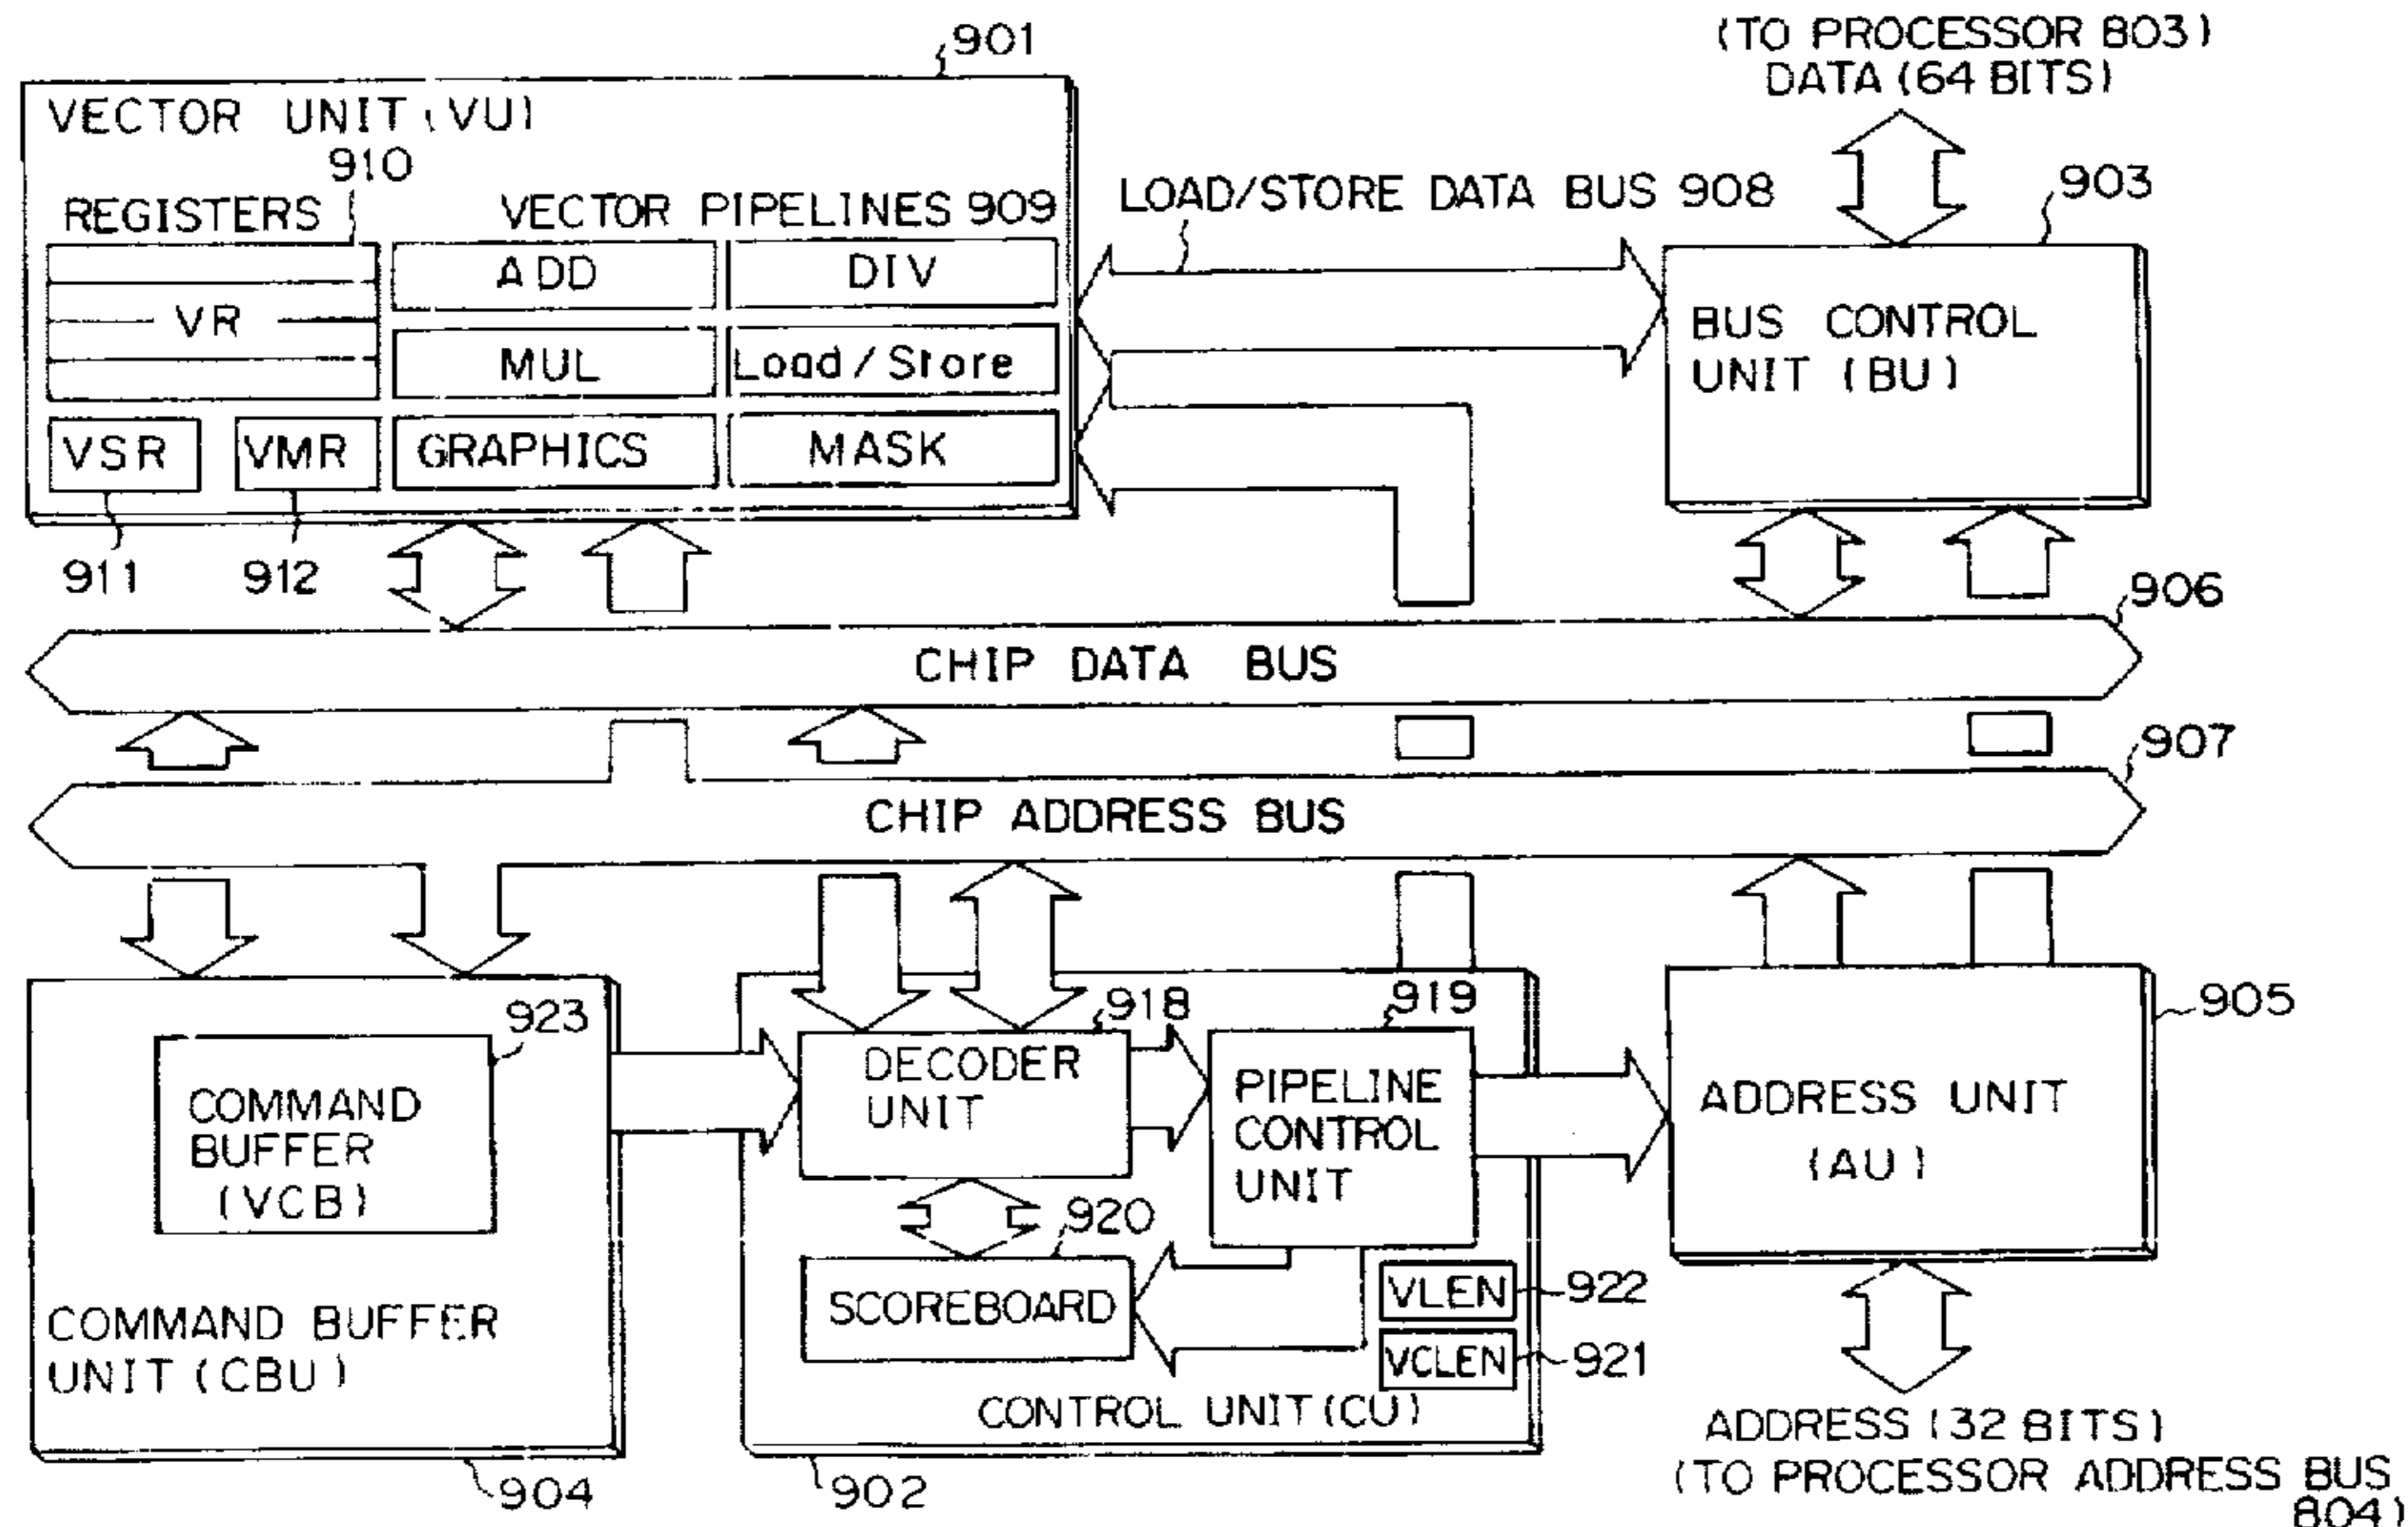 901
VECTOR UNIT (VU)
910
REGISTERS
VECTOR PIPELINES 909
VR
ADD
DIV
MUL
Load / Store
VSR
VMR
GRAPHICS
MASK
911
912
(TO PROCESSOR 803)
DATA (64 BITS)
LOAD/STORE DATA BUS 908
903
BUS CONTROL
UNIT (BU)
906
CHIP DATA BUS
907
CHIP ADDRESS BUS
923
COMMAND
BUFFER
(VCB)
COMMAND BUFFER
UNIT (CBU)
904
918
DECODER
UNIT
919
PIPELINE
CONTROL
UNIT
920
SCOREBOARD
VLEN
922
VCLEN
921
CONTROL UNIT (CU)
902
905
ADDRESS UNIT
(AU)
ADDRESS (32 BITS)
(TO PROCESSOR ADDRESS BUS
804)